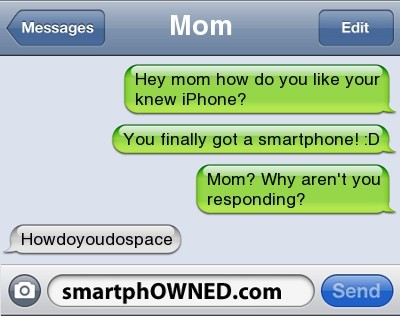 Messages
Mom
Edit
Hey mom how do you like your
knew iPhone?
You finally got a smartphone! :D
Mom? Why aren't you
responding?
Howdoyoudospace
smartphOWNED.com
Send